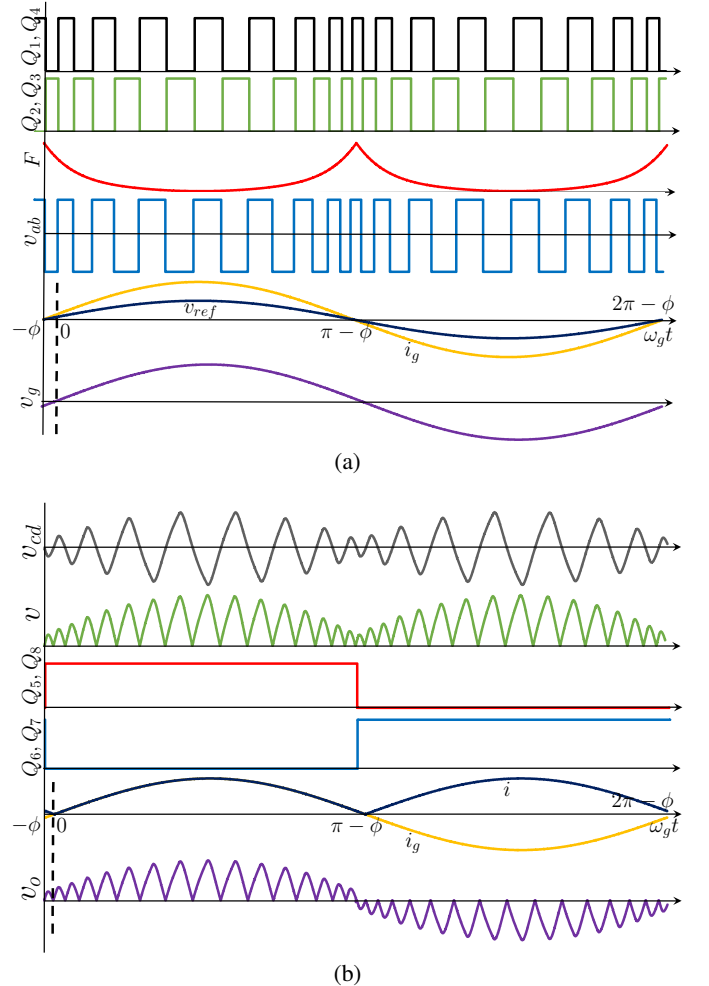 Q1, Q4
Q2, Q3
F
vab
vref
2π − ϕ
−ϕ
0
π − ϕ
ig
ωgt
vg
(a)
vcd
v
Q5, Q8
Q6, Q7
i
2π − ϕ
−ϕ
0
π − ϕ
ig
ωgt
vo
(b)